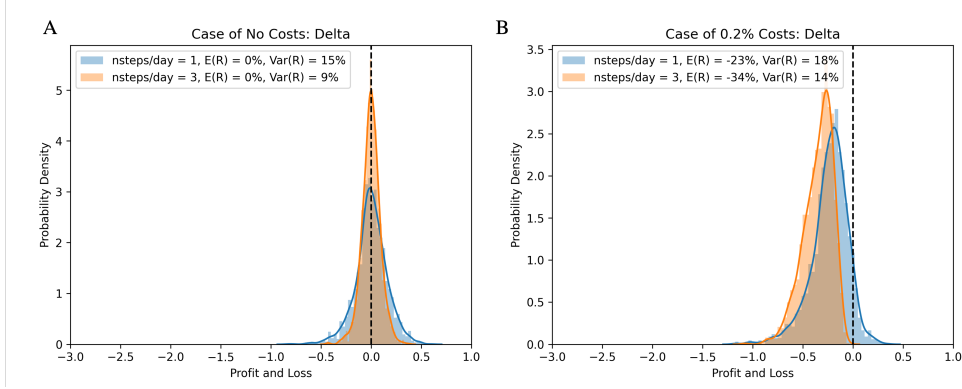 A
Case of No Costs: Delta
nsteps/day = 1, E(R) = 0%, Var(R) = 15%
nsteps/day = 3, E(R) = 0%, Var(R) = 9%
Probability Density
5
4
3
2
1
0
−3.0 −2.5 −2.0 −1.5 −1.0 −0.5 0.0 0.5 1.0
Profit and Loss
B
Case of 0.2% Costs: Delta
nsteps/day = 1, E(R) = -23%, Var(R) = 18%
nsteps/day = 3, E(R) = -34%, Var(R) = 14%
Probability Density
3.5
3.0
2.5
2.0
1.5
1.0
0.5
0.0
−3.0 −2.5 −2.0 −1.5 −1.0 −0.5 0.0 0.5 1.0
Profit and Loss